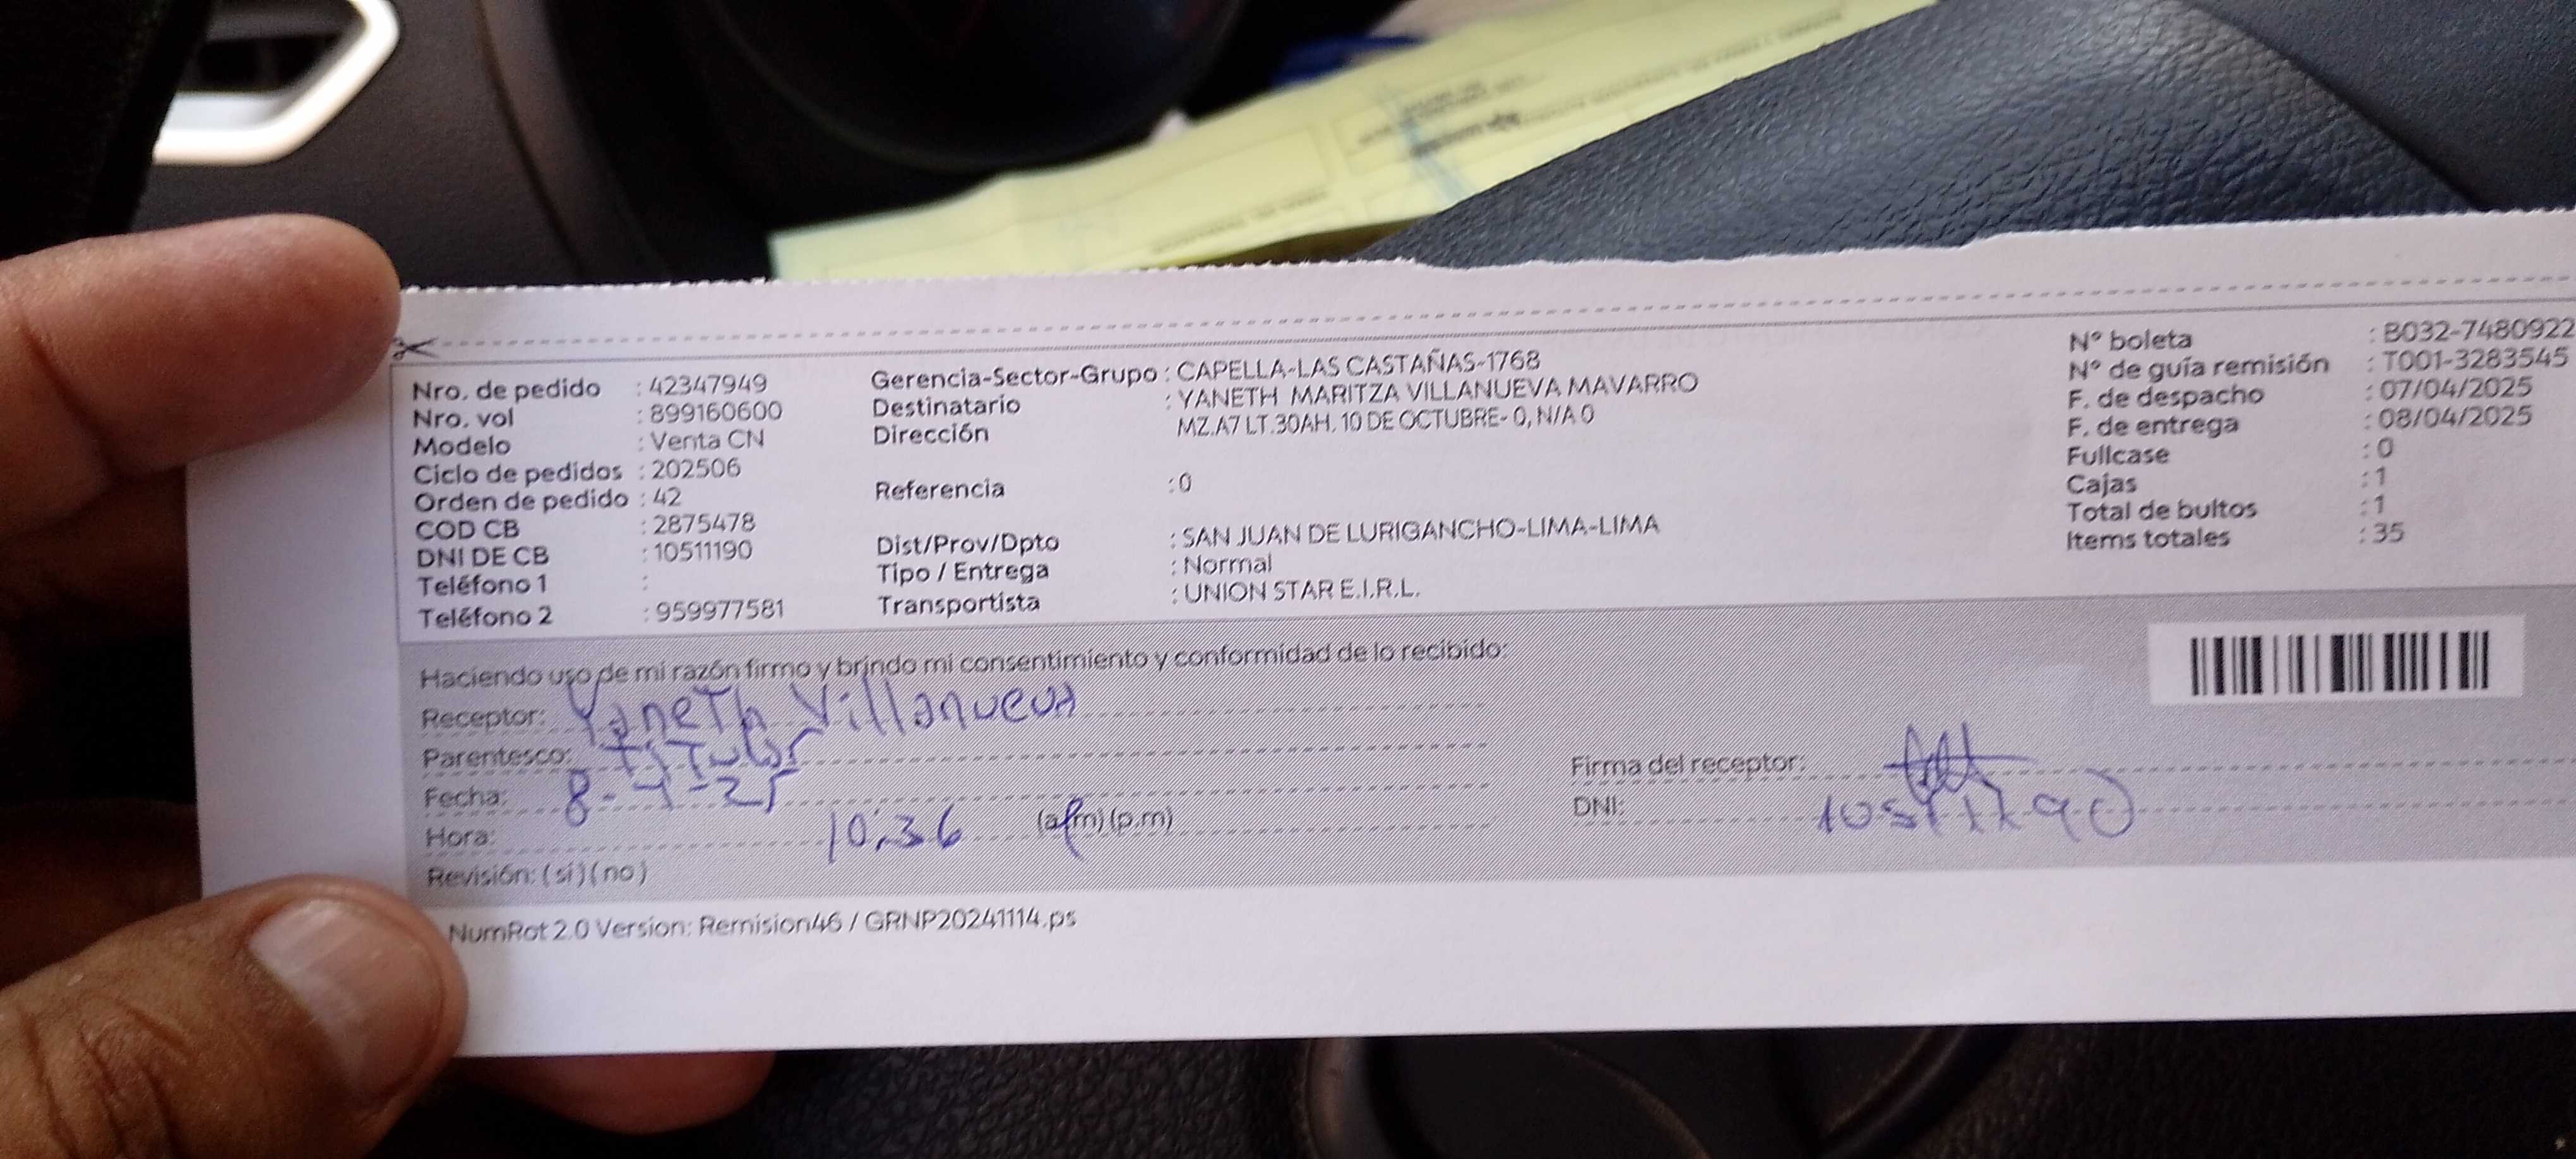 Nro. de pedido : 42347949
Nro. vol : 899160600
Modelo : Venta CN
Ciclo de pedidos : 202506
Orden de pedido : 42
COD CB : 2875478
DNI DE CB : 10511190
Teléfono 1 :
Teléfono 2 : 959977581
Gerencia-Sector-Grupo : CAPELLA-LAS CASTAÑAS-1768
Destinatario : YANETH MARITZA VILLANUEVA MAVARRO
Dirección MZ.A7 LT.30AH. 10 DE OCTUBRE- 0, N/A 0
Referencia : 0
Dist/Prov/Dpto : SAN JUAN DE LURIGANCHO-LIMA-LIMA
Tipo / Entrega : Normal
Transportista : UNION STAR E.I.R.L.
N° boleta : B032-7480922
N° de guía remisión : T001-3283545
F. de despacho : 07/04/2025
F. de entrega : 08/04/2025
Fullcase : 0
Cajas : 1
Total de bultos : 1
Items totales : 35
Haciendo uso de mi razón firmo y brindo mi consentimiento y conformidad de lo recibido:
Receptor: Yaneth Villanueva
Parentesco: Titular
Fecha: 8-4-25
Hora: 10:36 (a.m) (p.m)
Revisión: (si) (no)
Firma del receptor:
DNI: 10511190
NumRot 2.0 Version: Remision46 / GRNP20241114.ps